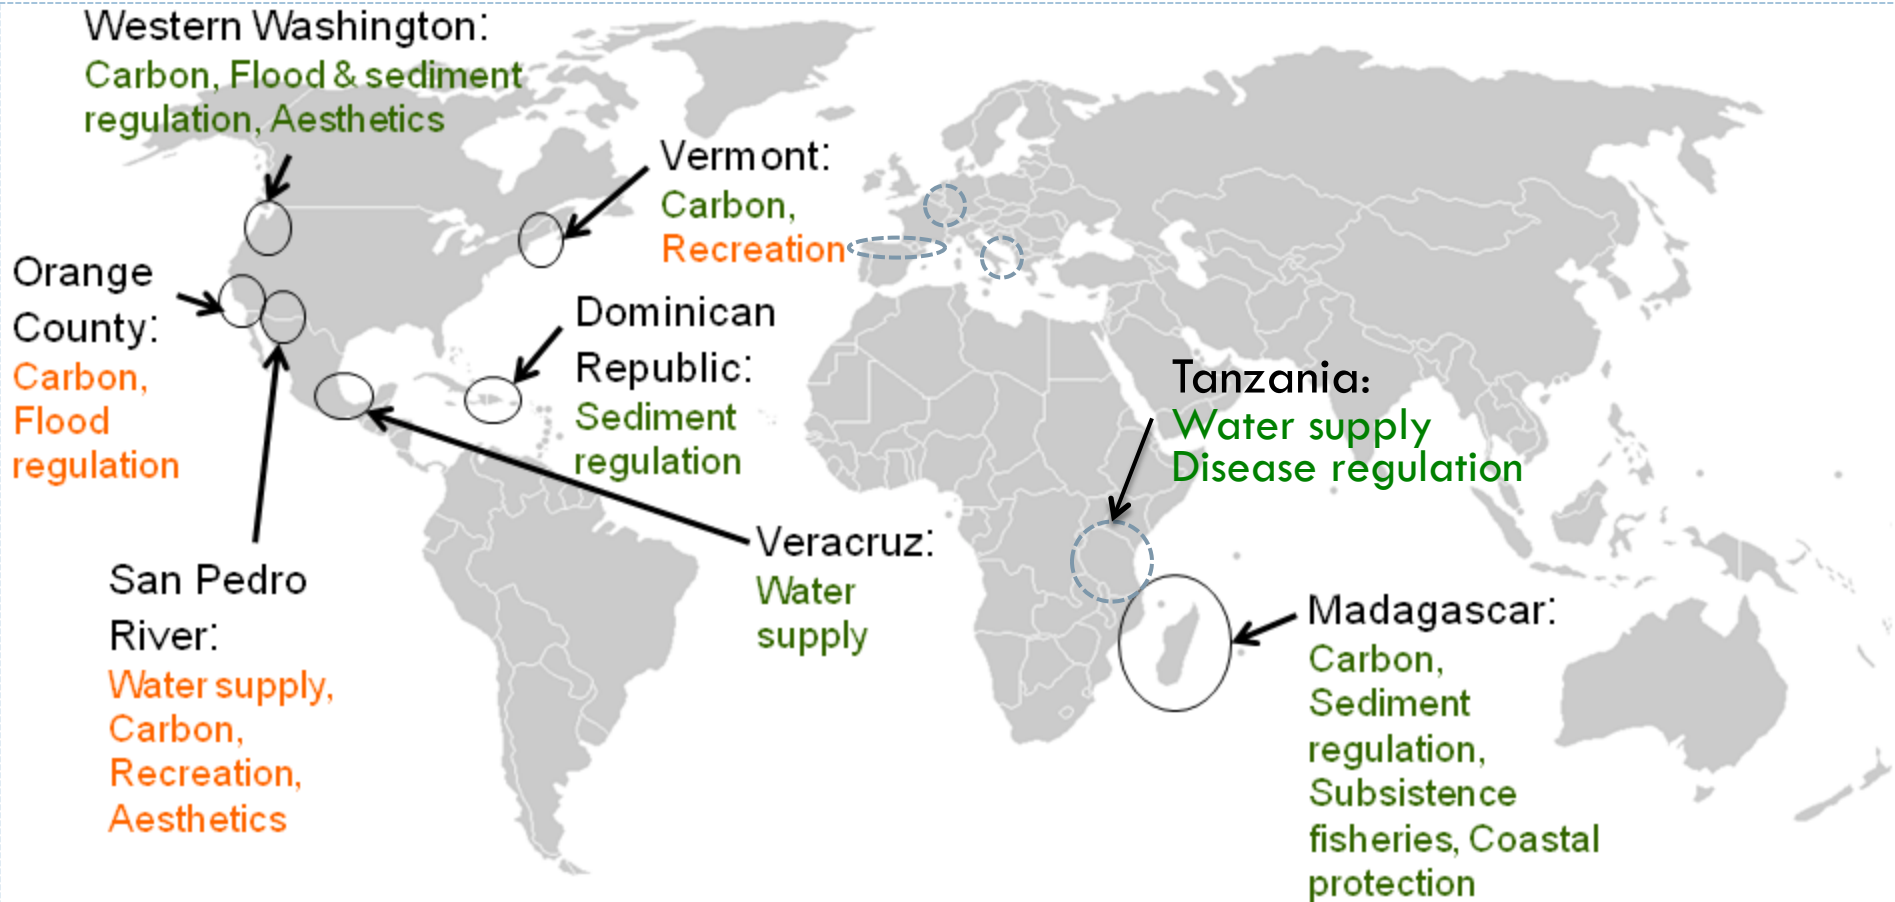 Western Washington:
Carbon, Flood & sediment
regulation, Aesthetics
Vermont:
Carbon,
Recreation
Orange
County:
Carbon,
Flood
regulation
Dominican
Republic:
Sediment
regulation
Tanzania:
Water supply
Disease regulation
San Pedro
River:
Water supply,
Carbon,
Recreation,
Aesthetics
Veracruz:
Water
supply
Madagascar:
Carbon,
Sediment
regulation,
Subsistence
fisheries, Coastal
protection